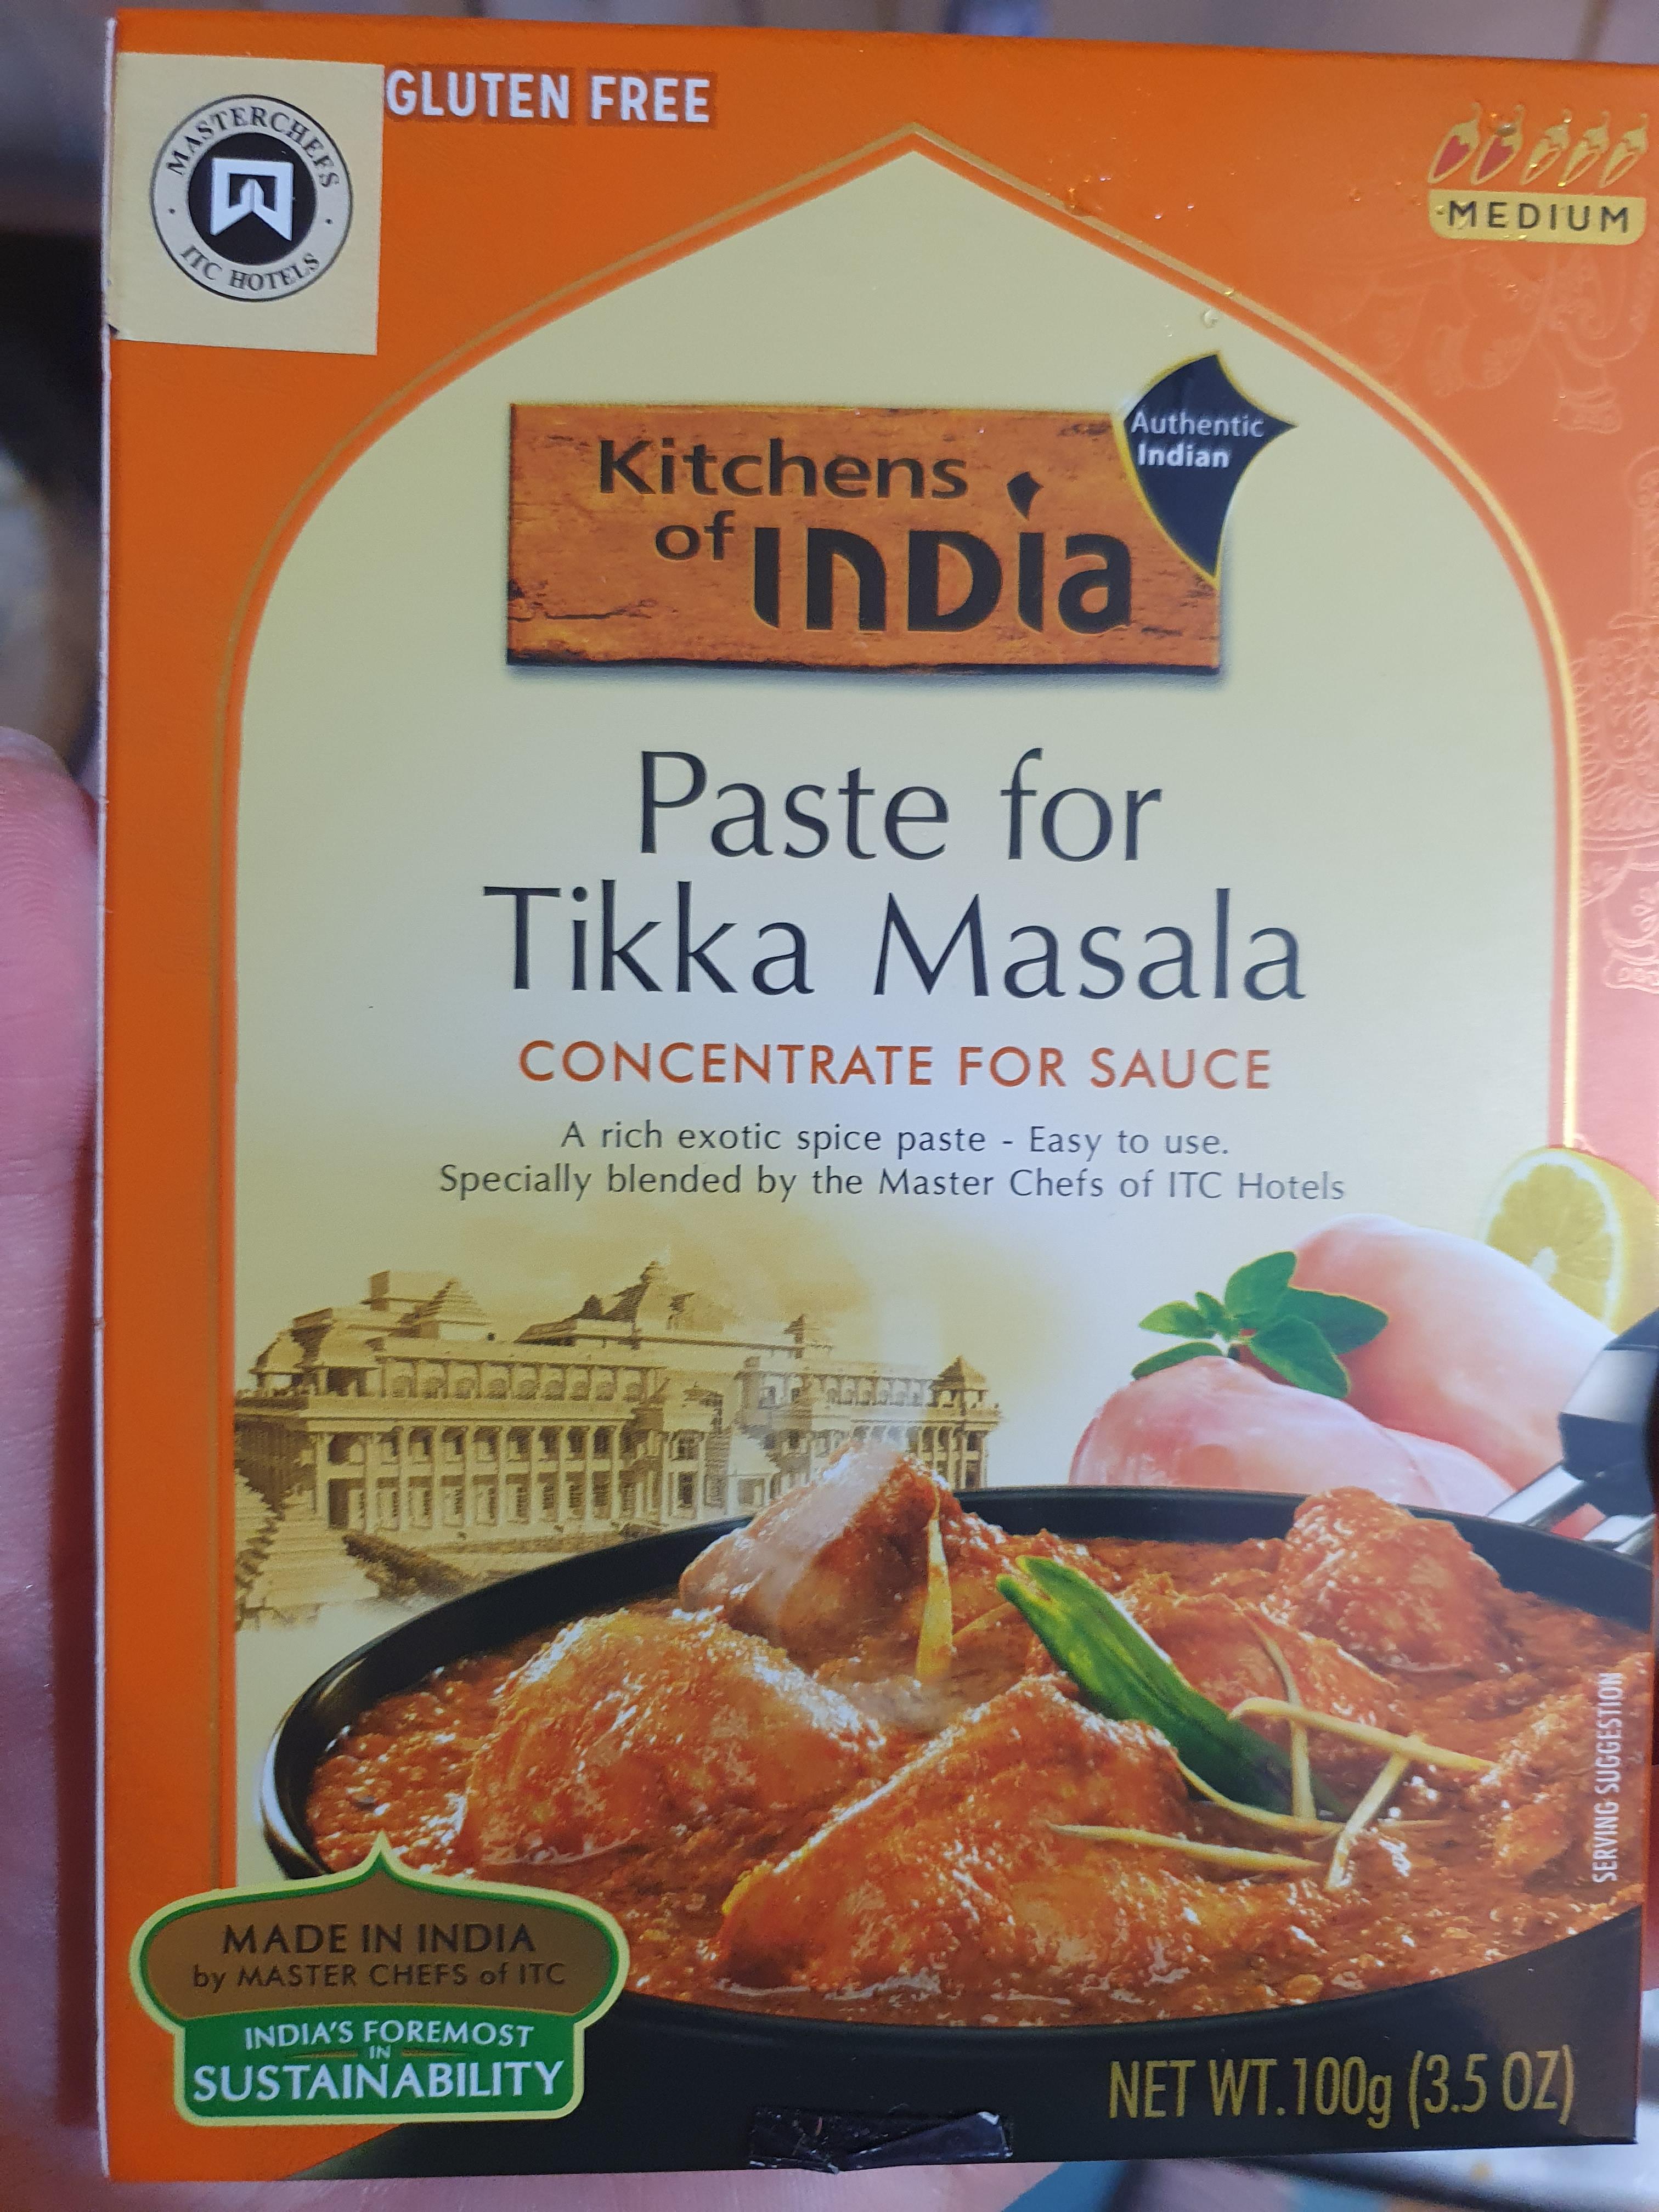 MASTERCHEFS
ITC HOTELS
GLUTEN FREE
MEDIUM
Authentic
Indian
Kitchens
of INDIA
Paste for
Tikka Masala
CONCENTRATE FOR SAUCE
A rich exotic spice paste - Easy to use.
Specially blended by the Master Chefs of ITC Hotels
SERVING SUGGESTION
MADE IN INDIA
by MASTER CHEFS of ITC
INDIA'S FOREMOST
IN
SUSTAINABILITY
NET WT.100g (3.5 OZ)